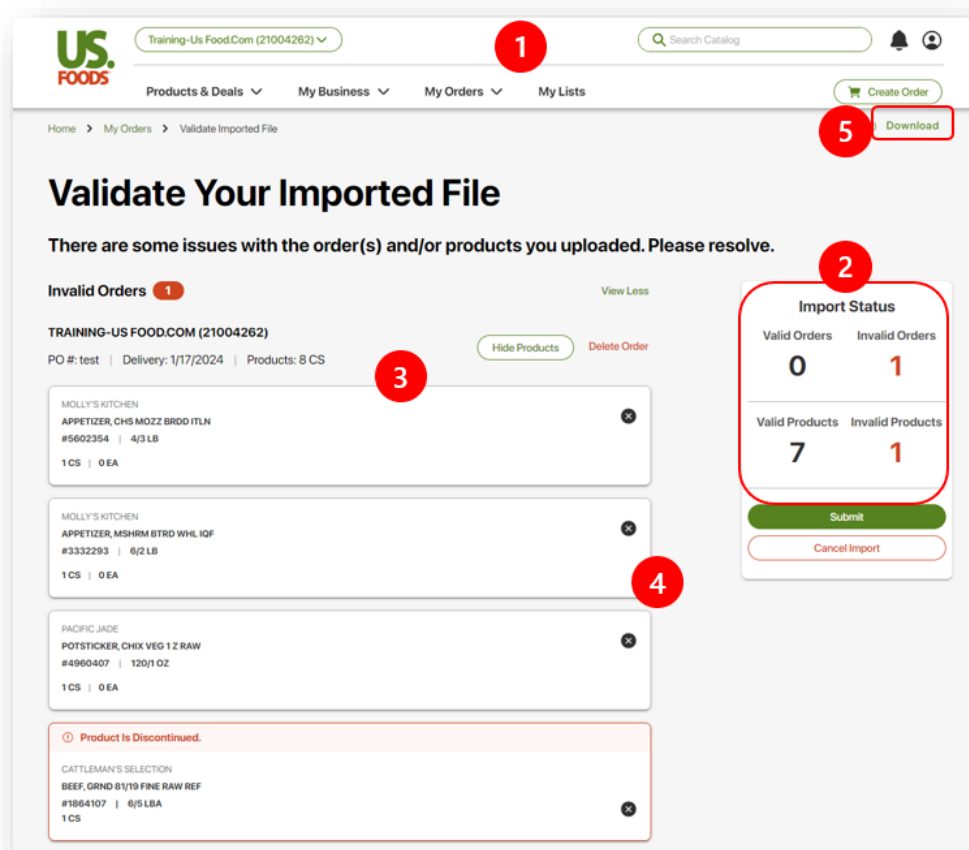 US.
FOODS
Training-Us Food.Com (21004262)
1
Search Catalog
Products & Deals
My Business
My Orders
My Lists
Create Order
Home > My Orders > Validate Imported File
5
Download
Validate Your Imported File
There are some issues with the order(s) and/or products you uploaded. Please resolve.
Invalid Orders 1
View Less
TRAINING-US FOOD.COM (21004262)
PO #: test | Delivery: 1/17/2024 | Products: 8 CS
Hide Products
Delete Order
3
MOLLY'S KITCHEN
APPETIZER, CHS MOZZ BRDD ITLN
#5602354 | 4/3 LB
1 CS | 0 EA
MOLLY'S KITCHEN
APPETIZER, MSHRM BTRD WHL IQF
#3332293 | 6/2 LB
1 CS | 0 EA
4
PACIFIC JADE
POTSTICKER, CHIX VEG 1 Z RAW
#4960407 | 120/1 OZ
1 CS | 0 EA
Product Is Discontinued.
CATTLEMAN'S SELECTION
BEEF, GRND 81/19 FINE RAW REF
#1864107 | 6/5 LBA
1 CS
2
Import Status
Valid Orders Invalid Orders
0 1
Valid Products Invalid Products
7 1
Submit
Cancel Import